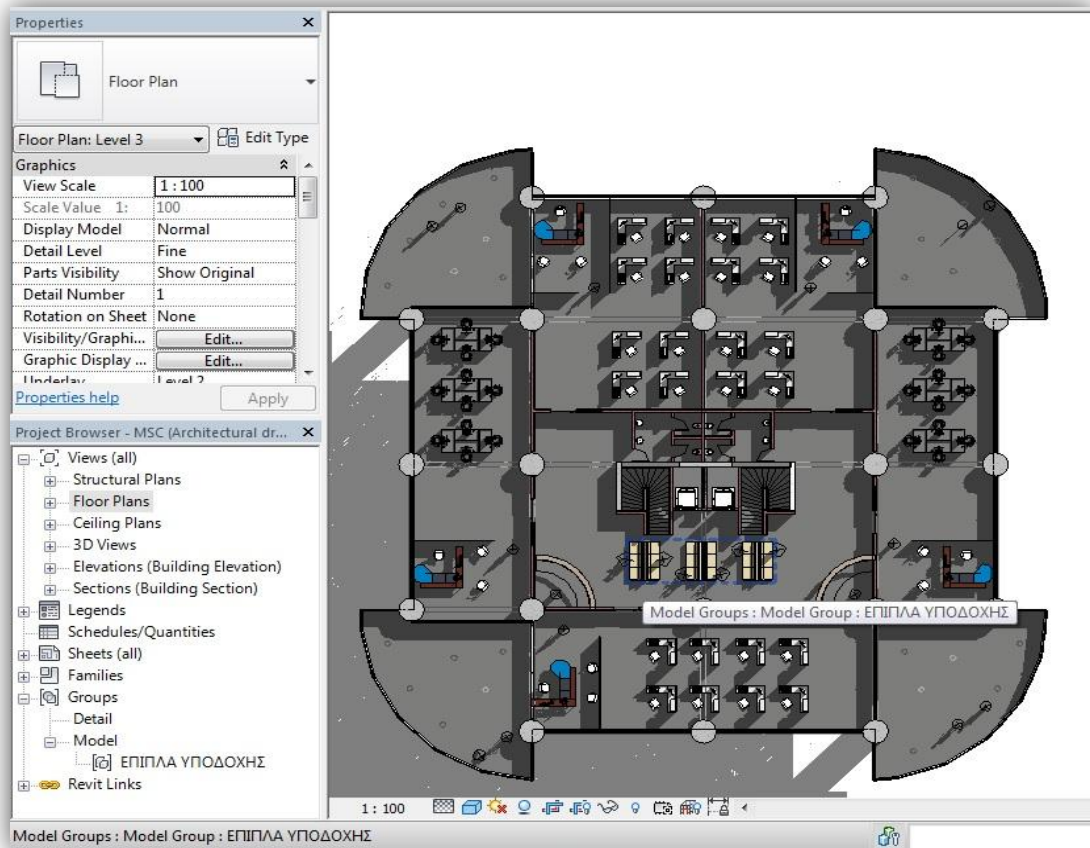 Properties
Floor Plan
Floor Plan: Level 3 Edit Type
Graphics
View Scale 1 : 100
Scale Value 1: 100
Display Model Normal
Detail Level Fine
Parts Visibility Show Original
Detail Number 1
Rotation on Sheet None
Visibility/Graphi... Edit...
Graphic Display ... Edit...
Underlay Level 2
Properties help Apply
Project Browser - MSC (Architectural dr...
Views (all)
Structural Plans
Floor Plans
Ceiling Plans
3D Views
Elevations (Building Elevation)
Sections (Building Section)
Legends
Schedules/Quantities
Sheets (all)
Families
Groups
Detail
Model
ΕΠΙΠΛΑ ΥΠΟΔΟΧΗΣ
Revit Links
Model Groups : Model Group : ΕΠΙΠΛΑ ΥΠΟΔΟΧΗΣ
1 : 100
Model Groups : Model Group : ΕΠΙΠΛΑ ΥΠΟΔΟΧΗΣ